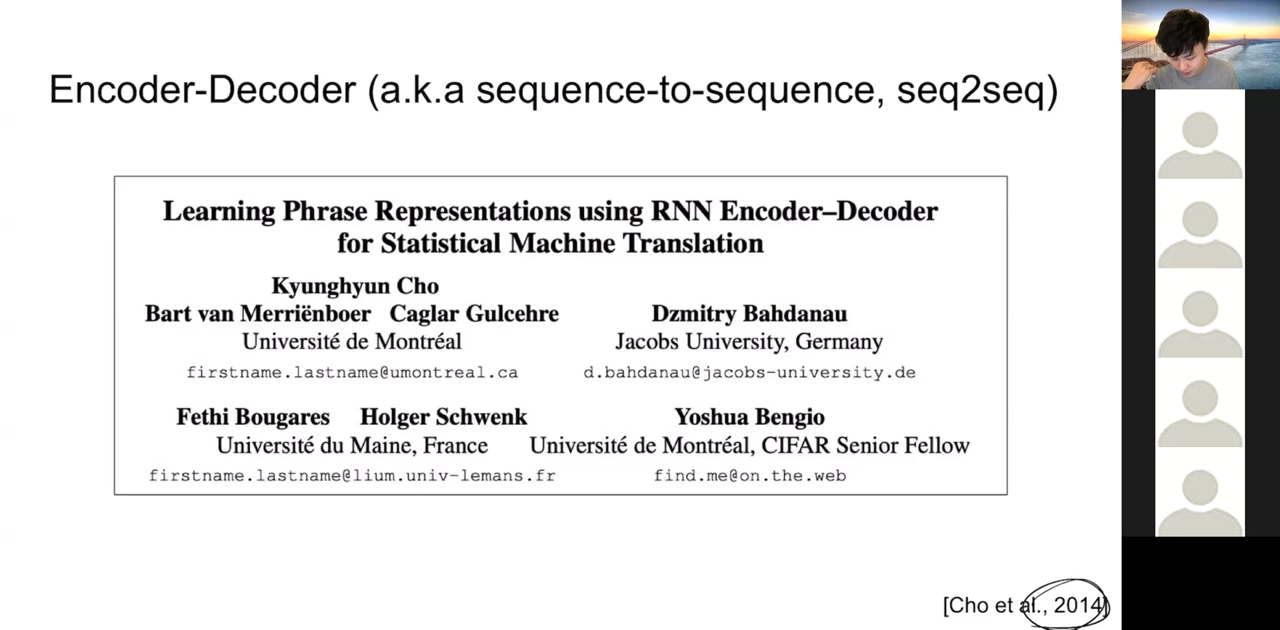 Encoder-Decoder (a.k.a sequence-to-sequence, seq2seq)
Learning Phrase Representations using RNN Encoder–Decoder
for Statistical Machine Translation
Kyunghyun Cho
Bart van Merriënboer Caglar Gulcehre
Université de Montréal
firstname.lastname@umontreal.ca
Dzmitry Bahdanau
Jacobs University, Germany
d.bahdanau@jacobs-university.de
Fethi Bougares Holger Schwenk
Université du Maine, France
firstname.lastname@lium.univ-lemans.fr
Yoshua Bengio
Université de Montréal, CIFAR Senior Fellow
find.me@on.the.web
[Cho et al., 2014]